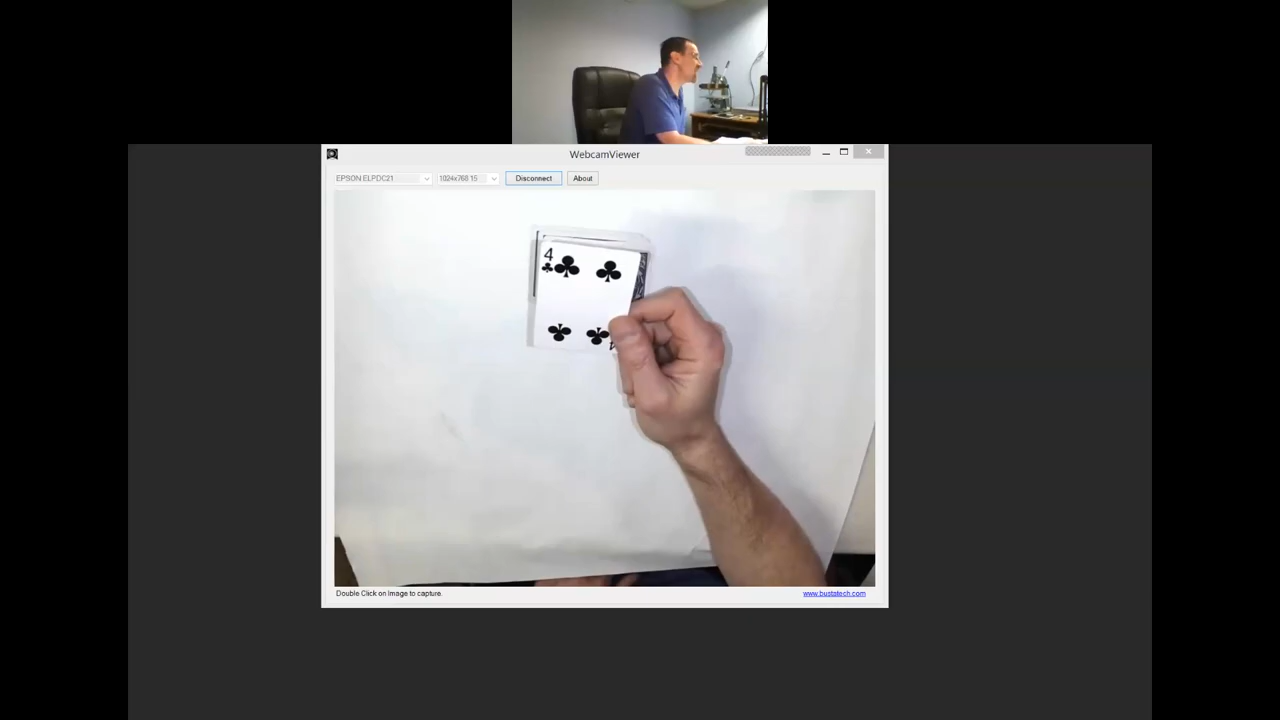 WebcamViewer
EPSON ELPDC21
1024x768 15
Disconnect
About
4
Double Click on Image to capture.
www.bustatech.com